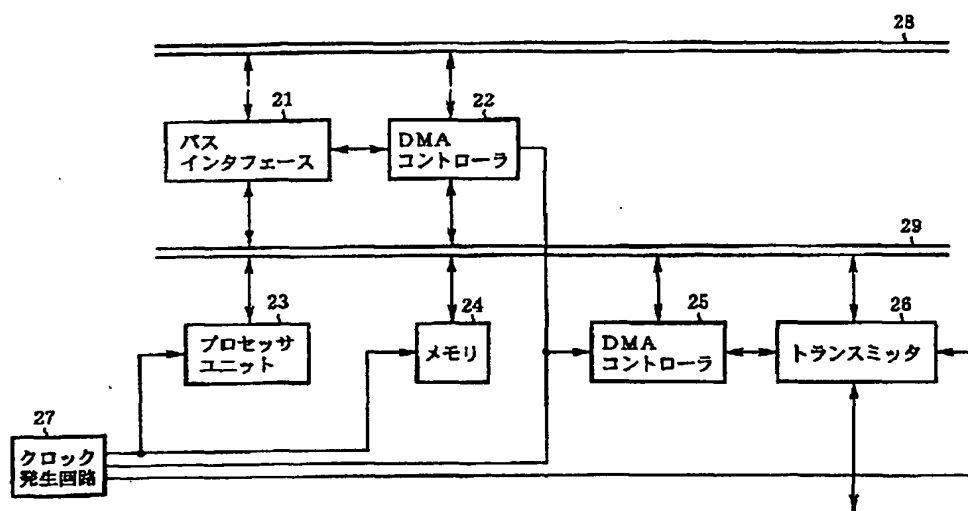 28
21
22
バス
インタフェース
DMA
コントローラ
29
23
24
25
26
プロセッサ
ユニット
メモリ
DMA
コントローラ
トランスミッタ
27
クロック
発生回路